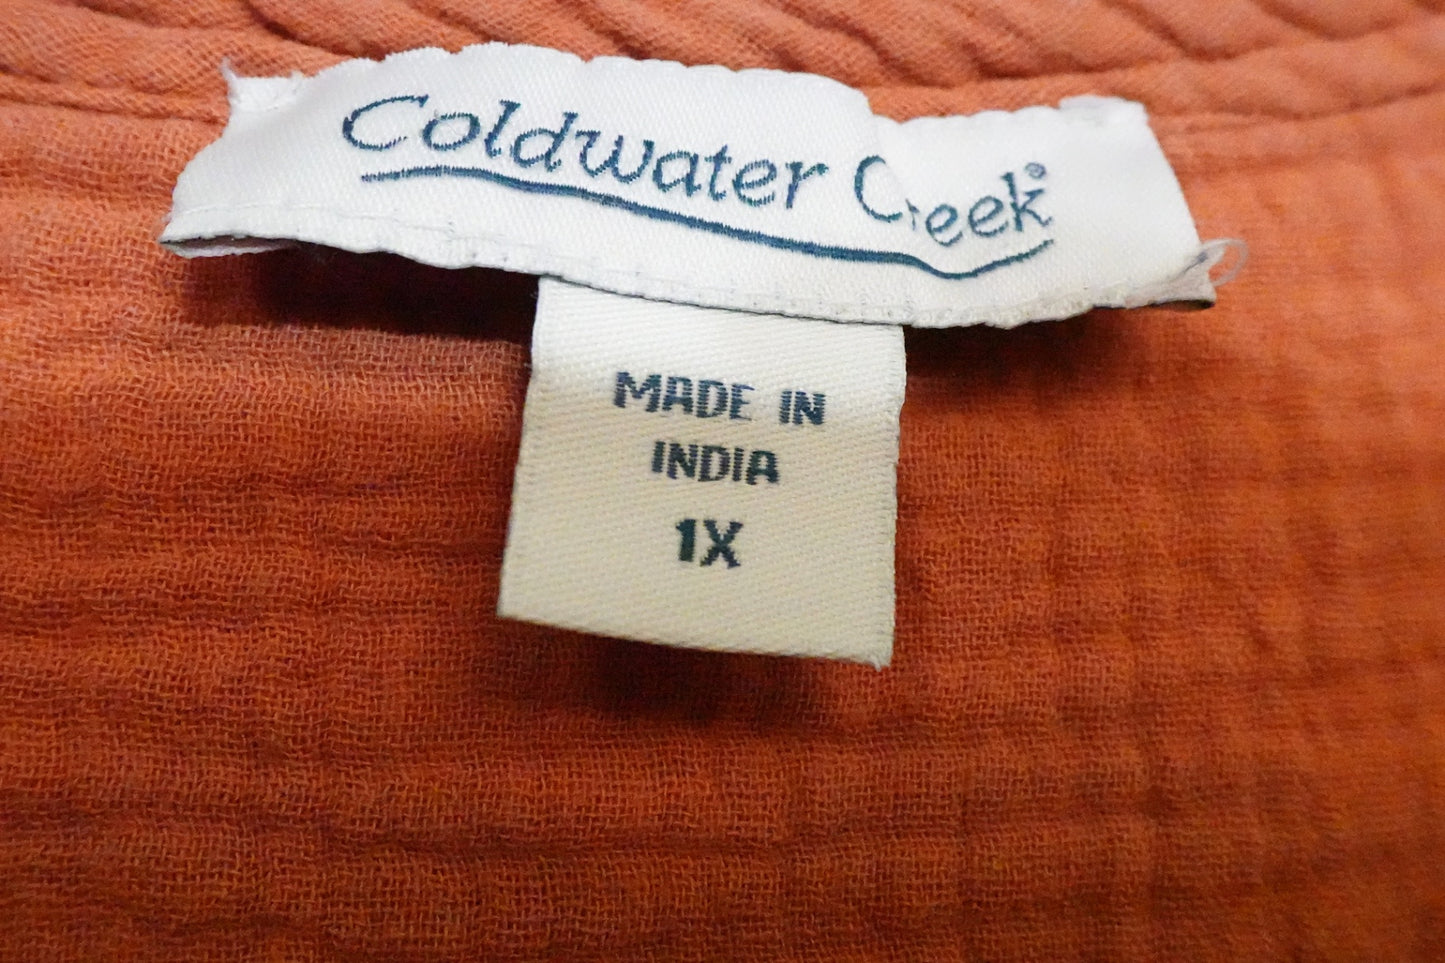 Coldwater Creek®
MADE IN
INDIA
1X